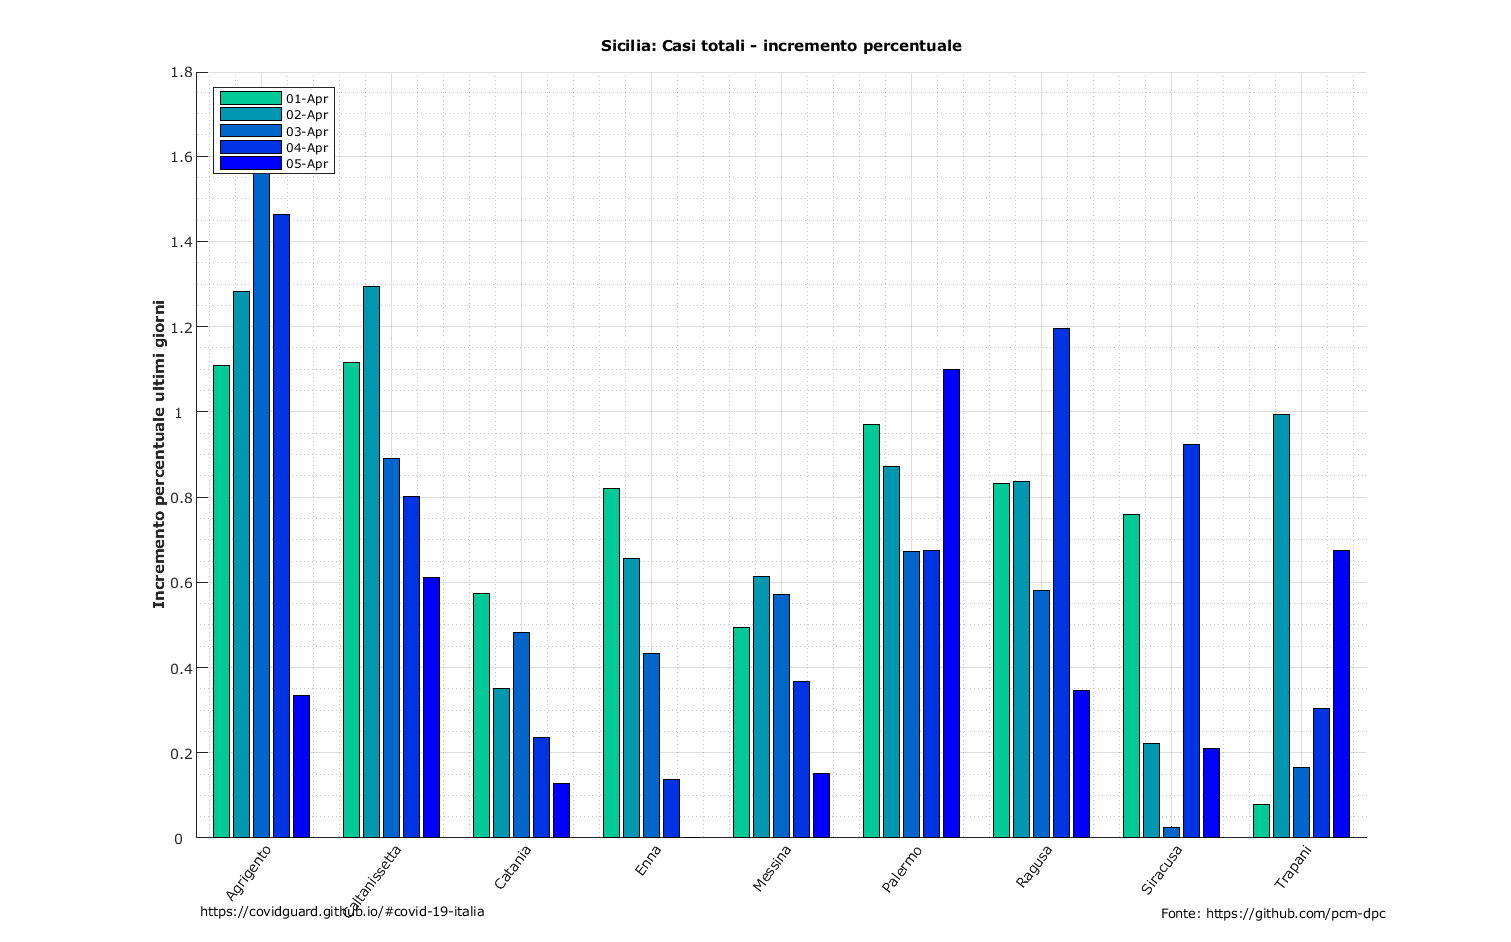 Sicilia: Casi totali - incremento percentuale
Incremento percentuale ultimi giorni
1.8
1.6
1.4
1.2
1
0.8
0.6
0.4
0.2
0
01-Apr
02-Apr
03-Apr
04-Apr
05-Apr
Agrigento
Caltanissetta
Catania
Enna
Messina
Palermo
Ragusa
Siracusa
Trapani
https://covidguard.github.io/#covid-19-italia
Fonte: https://github.com/pcm-dpc